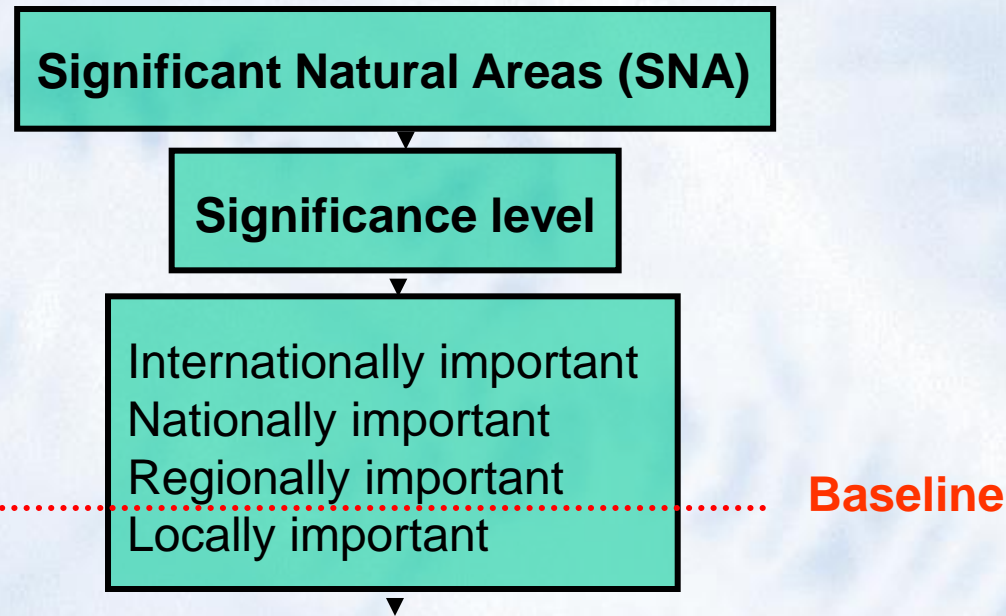 Significant Natural Areas (SNA)
Significance level
Internationally important
Nationally important
Regionally important
Baseline
Locally important